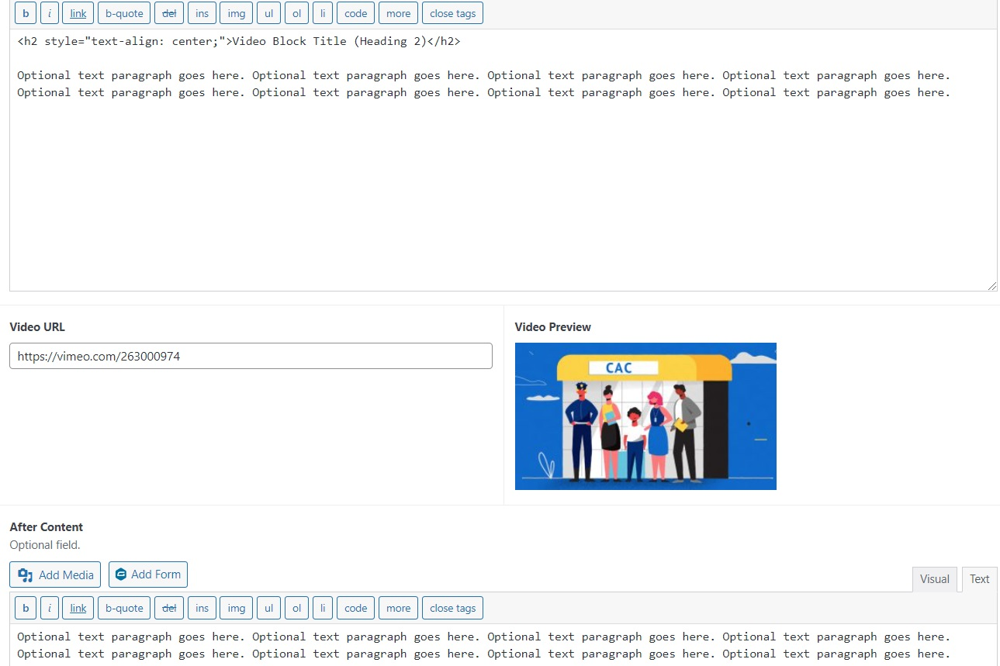 b i link b-quote del ins img ul ol li code more close tags
<h2 style="text-align: center;">Video Block Title (Heading 2)</h2>
Optional text paragraph goes here. Optional text paragraph goes here. Optional text paragraph goes here. Optional text paragraph goes here.
Optional text paragraph goes here. Optional text paragraph goes here. Optional text paragraph goes here. Optional text paragraph goes here.
Video URL
https://vimeo.com/263000974
Video Preview
CAC
After Content
Optional field.
Add Media Add Form
Visual Text
b i link b-quote del ins img ul ol li code more close tags
Optional text paragraph goes here. Optional text paragraph goes here. Optional text paragraph goes here. Optional text paragraph goes here.
Optional text paragraph goes here. Optional text paragraph goes here. Optional text paragraph goes here. Optional text paragraph goes here.